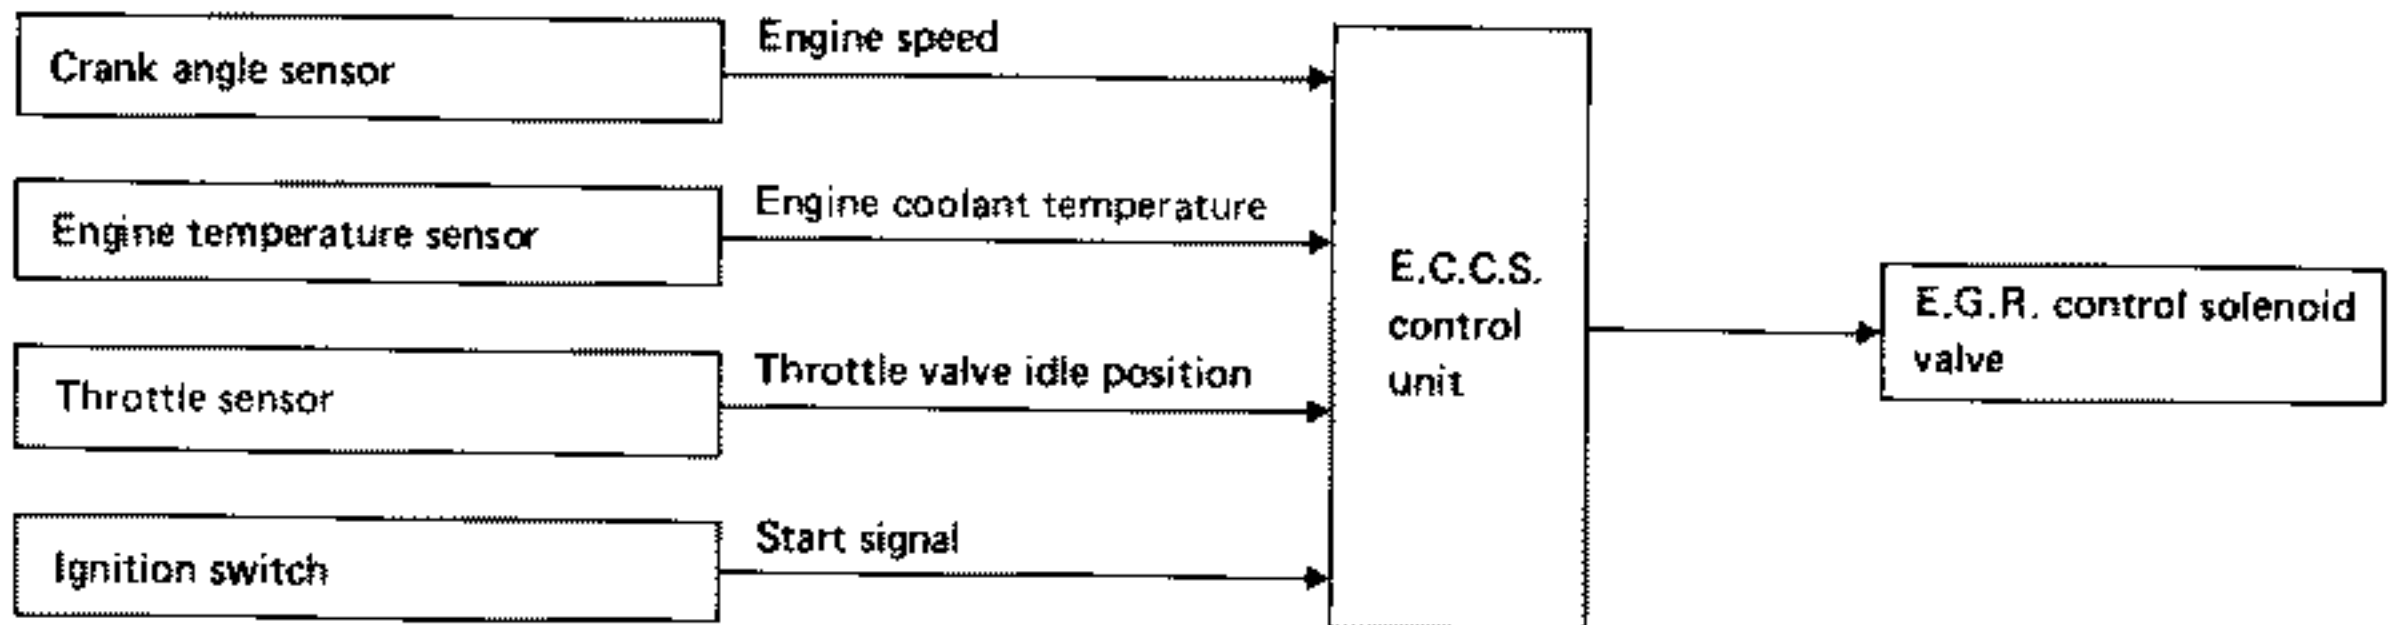 Crank angle sensor
Engine speed
Engine temperature sensor
Engine coolant temperature
Throttle sensor
Throttle valve idle position
Ignition switch
Start signal
E.C.C.S.
control
unit
E.G.R. control solenoid
valve